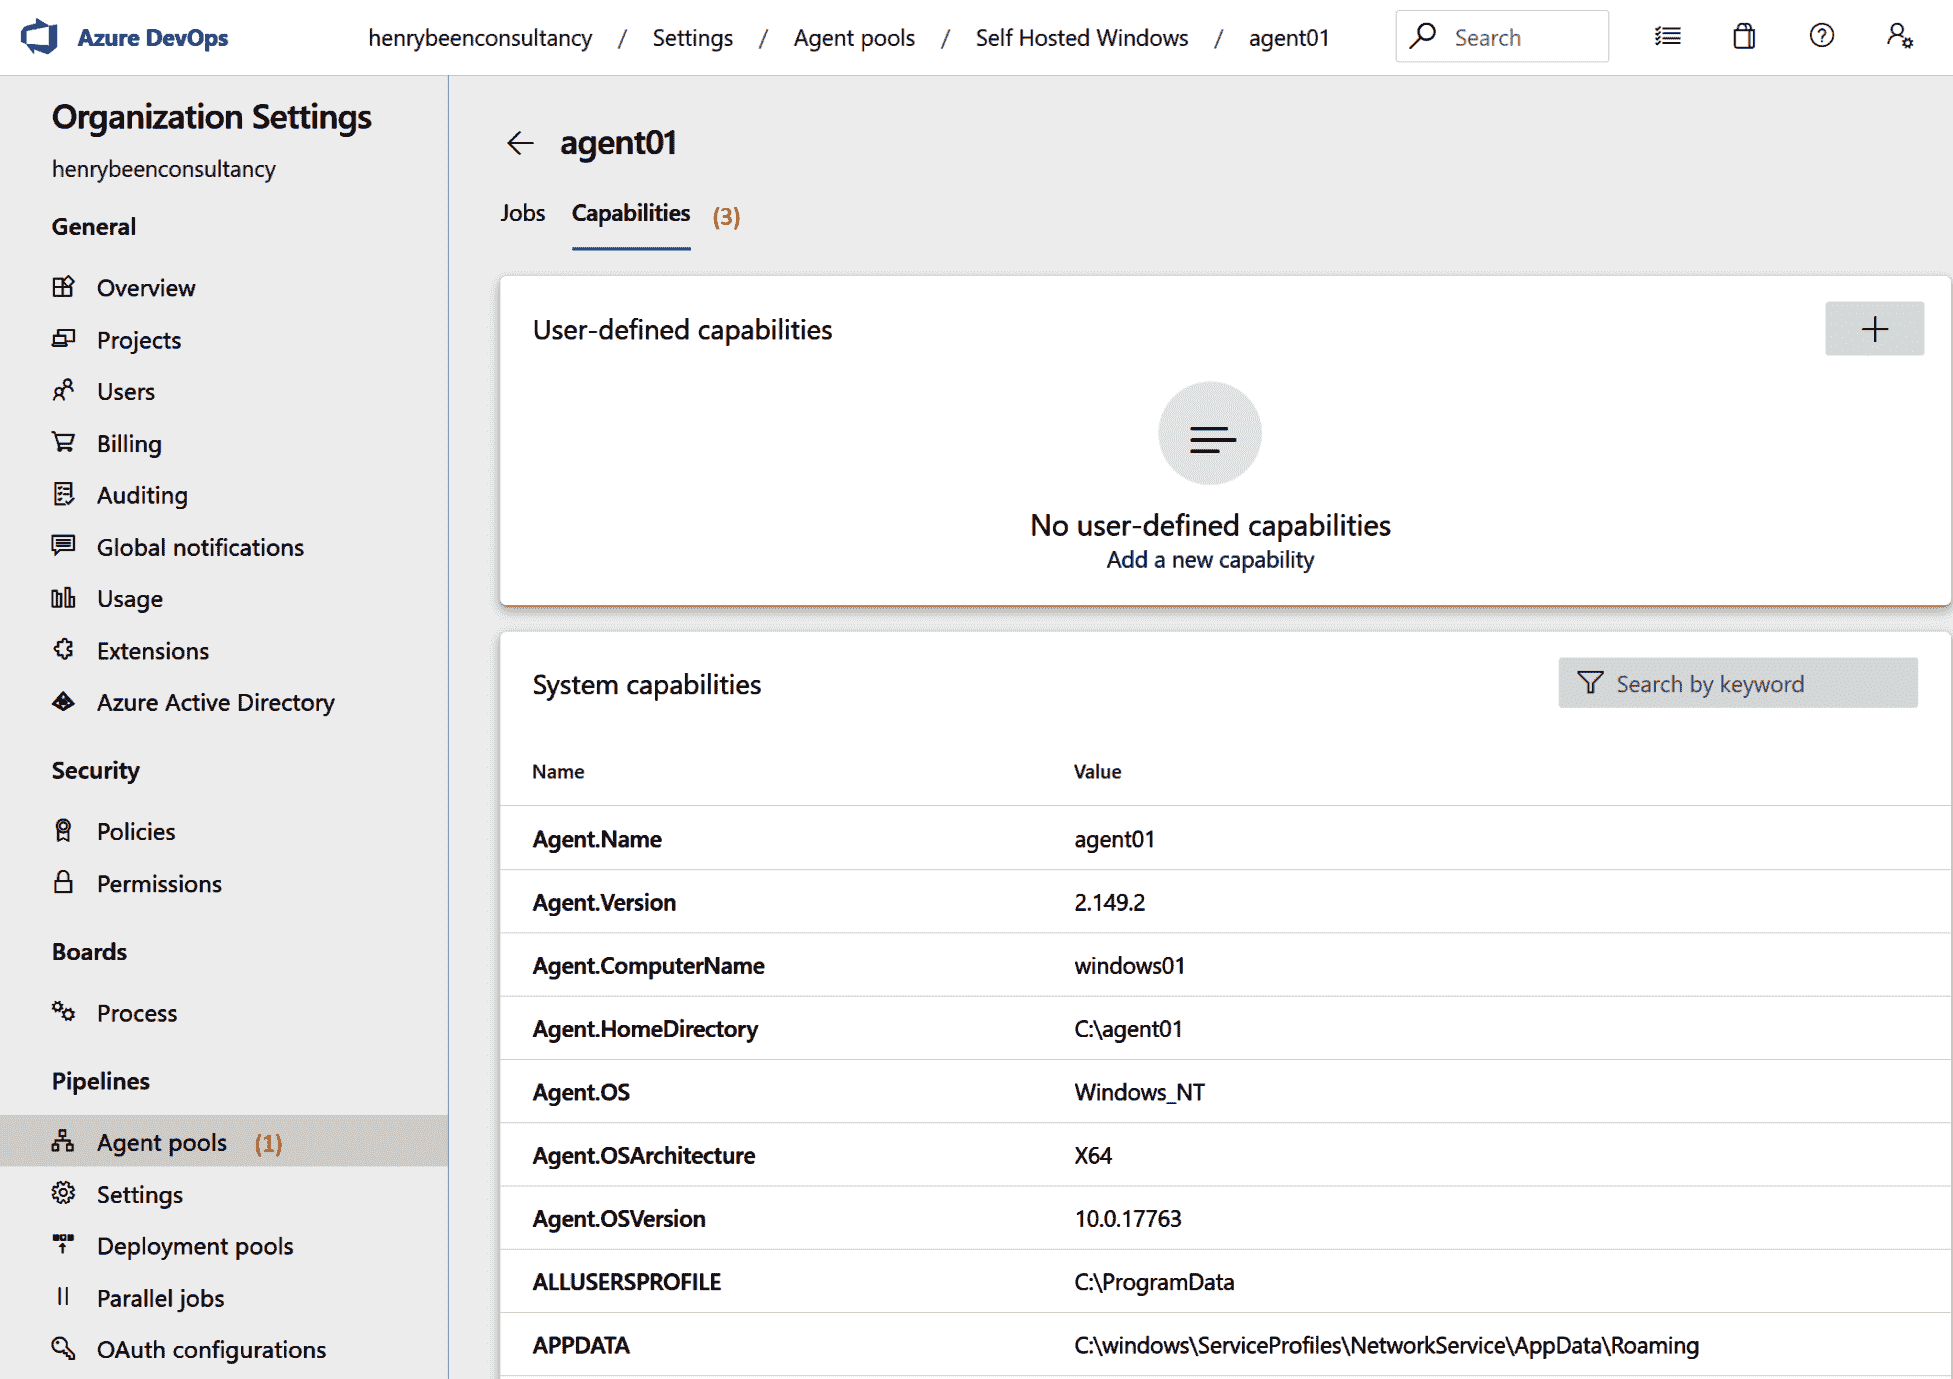 Azure DevOps
henrybeenconsultancy / Settings / Agent pools / Self Hosted Windows / agent01
Search
Organization Settings
henrybeenconsultancy
General
Overview
Projects
Users
Billing
Auditing
Global notifications
Usage
Extensions
Azure Active Directory
Security
Policies
Permissions
Boards
Process
Pipelines
Agent pools (1)
Settings
Deployment pools
Parallel jobs
OAuth configurations
agent01
Jobs Capabilities (3)
User-defined capabilities
No user-defined capabilities
Add a new capability
System capabilities
Search by keyword
Name Value
Agent.Name agent01
Agent.Version 2.149.2
Agent.ComputerName windows01
Agent.HomeDirectory C:\agent01
Agent.OS Windows_NT
Agent.OSArchitecture X64
Agent.OSVersion 10.0.17763
ALLUSERSPROFILE C:\ProgramData
APPDATA C:\windows\ServiceProfiles\NetworkService\AppData\Roaming